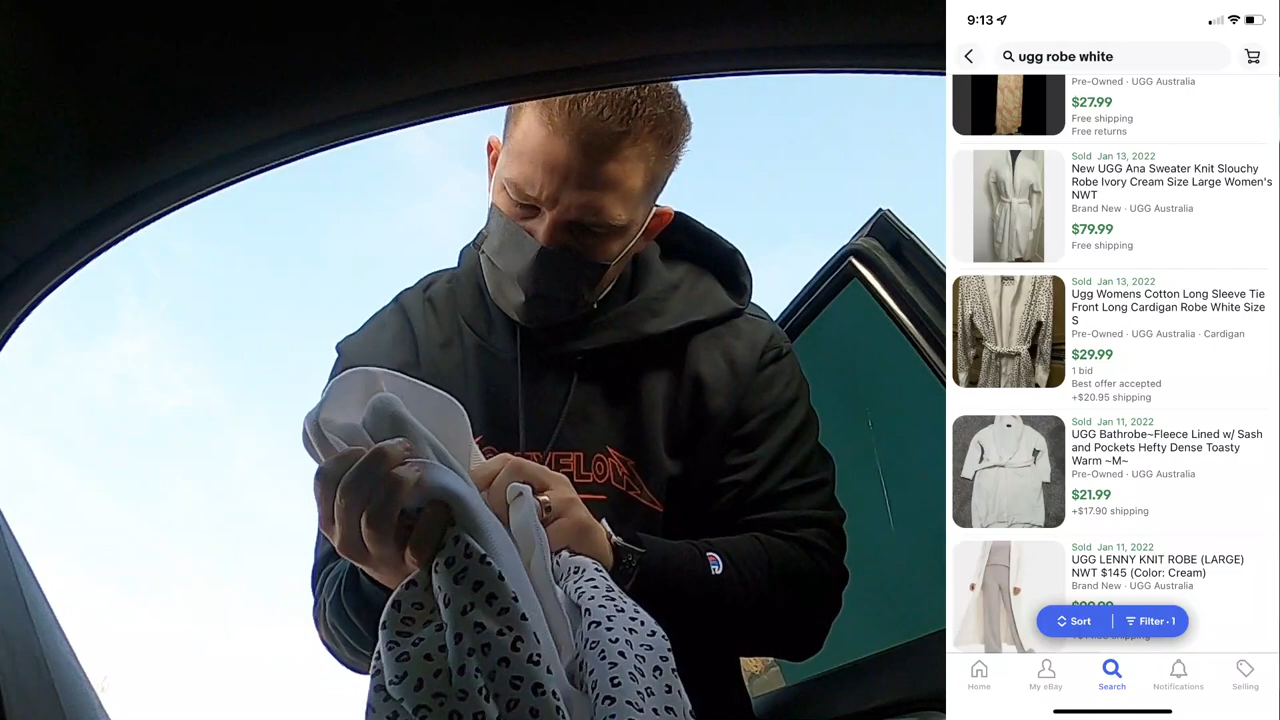 9:13
ugg robe white
Pre-Owned · UGG Australia
$27.99
Free shipping
Free returns
Sold Jan 13, 2022
New UGG Ana Sweater Knit Slouchy
Robe Ivory Cream Size Large Women's
NWT
Brand New · UGG Australia
$79.99
Free shipping
Sold Jan 13, 2022
Ugg Womens Cotton Long Sleeve Tie
Front Long Cardigan Robe White Size
S
Pre-Owned · UGG Australia · Cardigan
$29.99
1 bid
Best offer accepted
+$20.95 shipping
Sold Jan 11, 2022
UGG Bathrobe~Fleece Lined w/ Sash
and Pockets Hefty Dense Toasty
Warm ~M~
Pre-Owned · UGG Australia
$21.99
+$17.90 shipping
Sold Jan 11, 2022
UGG LENNY KNIT ROBE (LARGE)
NWT $145 (Color: Cream)
Brand New · UGG Australia
Sort
Filter · 1
Home
My eBay
Search
Notifications
Selling